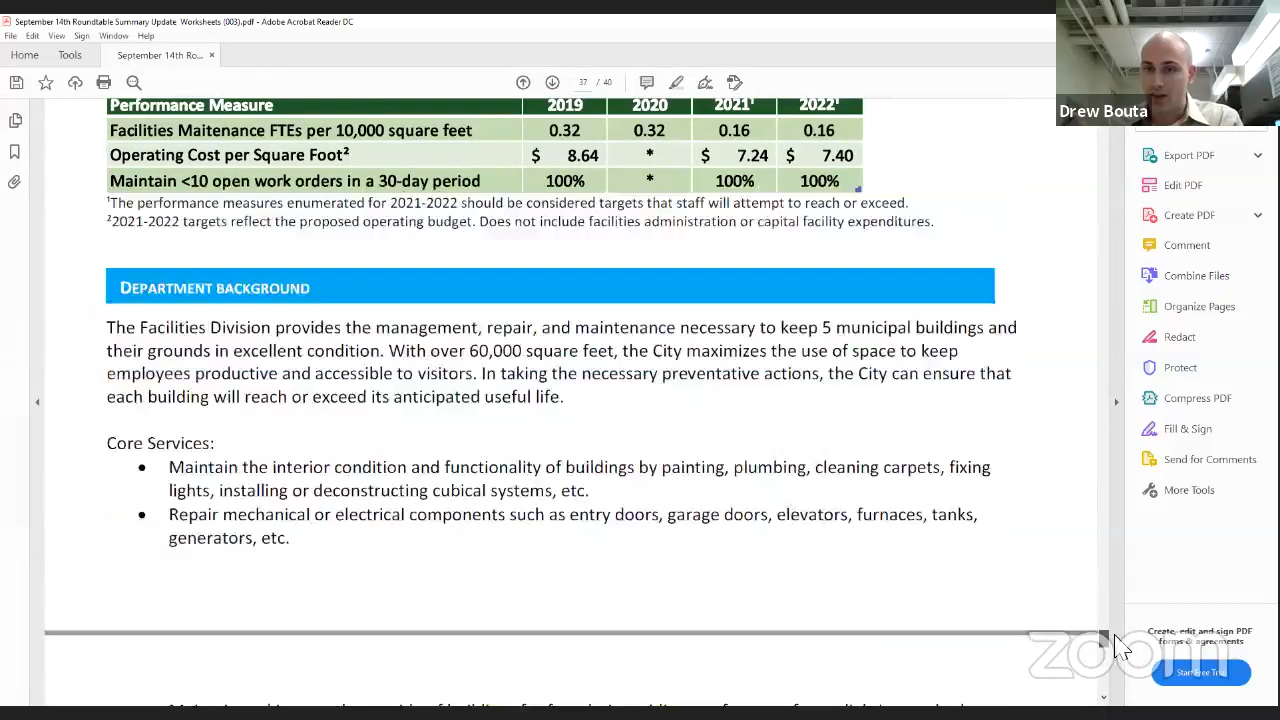 September 14th Roundtable Summary Update Worksheets (003).pdf - Adobe Acrobat Reader DC
File Edit View Sign Window Help
Home Tools September 14th Ro... ×
37 / 40
Drew Bouta
Performance Measure 2019 2020 2021¹ 2022¹
Facilities Maitenance FTEs per 10,000 square feet 0.32 0.32 0.16 0.16
Operating Cost per Square Foot² $ 8.64 * $ 7.24 $ 7.40
Maintain <10 open work orders in a 30-day period 100% * 100% 100%
¹The performance measures enumerated for 2021-2022 should be considered targets that staff will attempt to reach or exceed.
²2021-2022 targets reflect the proposed operating budget. Does not include facilities administration or capital facility expenditures.
DEPARTMENT BACKGROUND
The Facilities Division provides the management, repair, and maintenance necessary to keep 5 municipal buildings and
their grounds in excellent condition. With over 60,000 square feet, the City maximizes the use of space to keep
employees productive and accessible to visitors. In taking the necessary preventative actions, the City can ensure that
each building will reach or exceed its anticipated useful life.
Core Services:
• Maintain the interior condition and functionality of buildings by painting, plumbing, cleaning carpets, fixing
lights, installing or deconstructing cubical systems, etc.
• Repair mechanical or electrical components such as entry doors, garage doors, elevators, furnaces, tanks,
generators, etc.
Export PDF
Edit PDF
Create PDF
Comment
Combine Files
Organize Pages
Redact
Protect
Compress PDF
Fill & Sign
Send for Comments
More Tools
Create, edit and sign PDF
forms & agreements
Start Free Trial
zoom